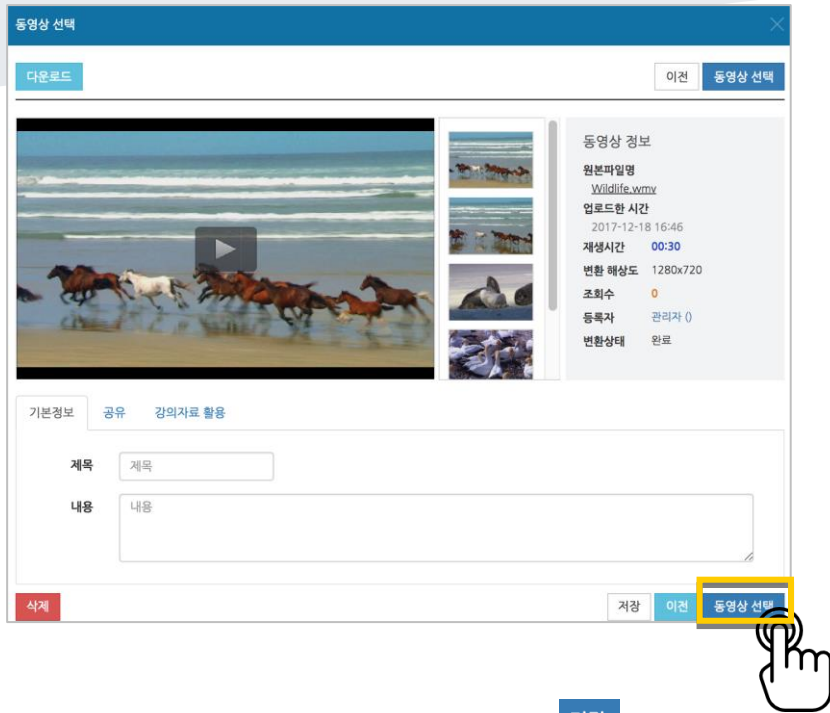 동영상 선택
다운로드
이전 동영상 선택
동영상 정보
원본파일명
Wildlife.wmv
업로드한 시간
2017-12-18 16:46
재생시간 00:30
변환 해상도 1280x720
조회수 0
등록자 관리자 ()
변환상태 완료
기본정보 공유 강의자료 활용
제목 제목
내용 내용
삭제
저장 이전 동영상 선택